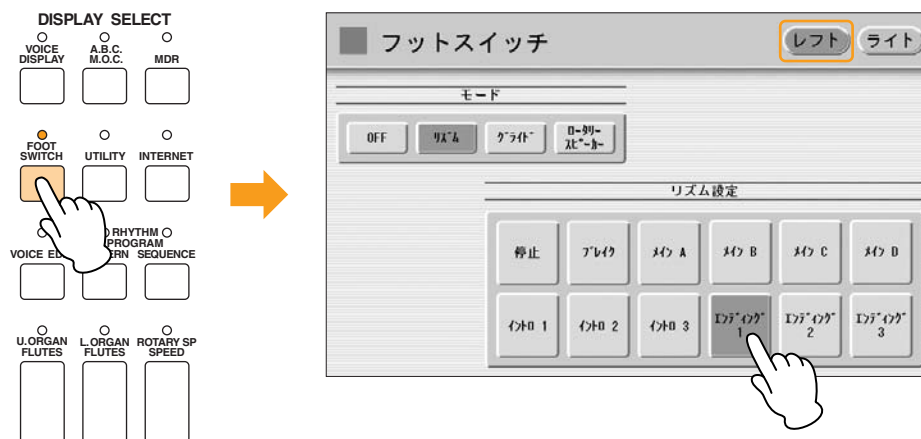 DISPLAY SELECT
VOICE DISPLAY
A.B.C. M.O.C.
MDR
FOOT SWITCH
UTILITY
INTERNET
VOICE ED
RHYTHM PROGRAM
RN SEQUENCE
U.ORGAN FLUTES
L.ORGAN FLUTES
ROTARY SP SPEED
フットスイッチ
レフト
ライト
モード
OFF
リズム
グライド
ロータリー
スピーカー
リズム設定
停止
ブレイク
メイン A
メイン B
メイン C
メイン D
イントロ 1
イントロ 2
イントロ 3
エンディング
1
エンディング
2
エンディング
3